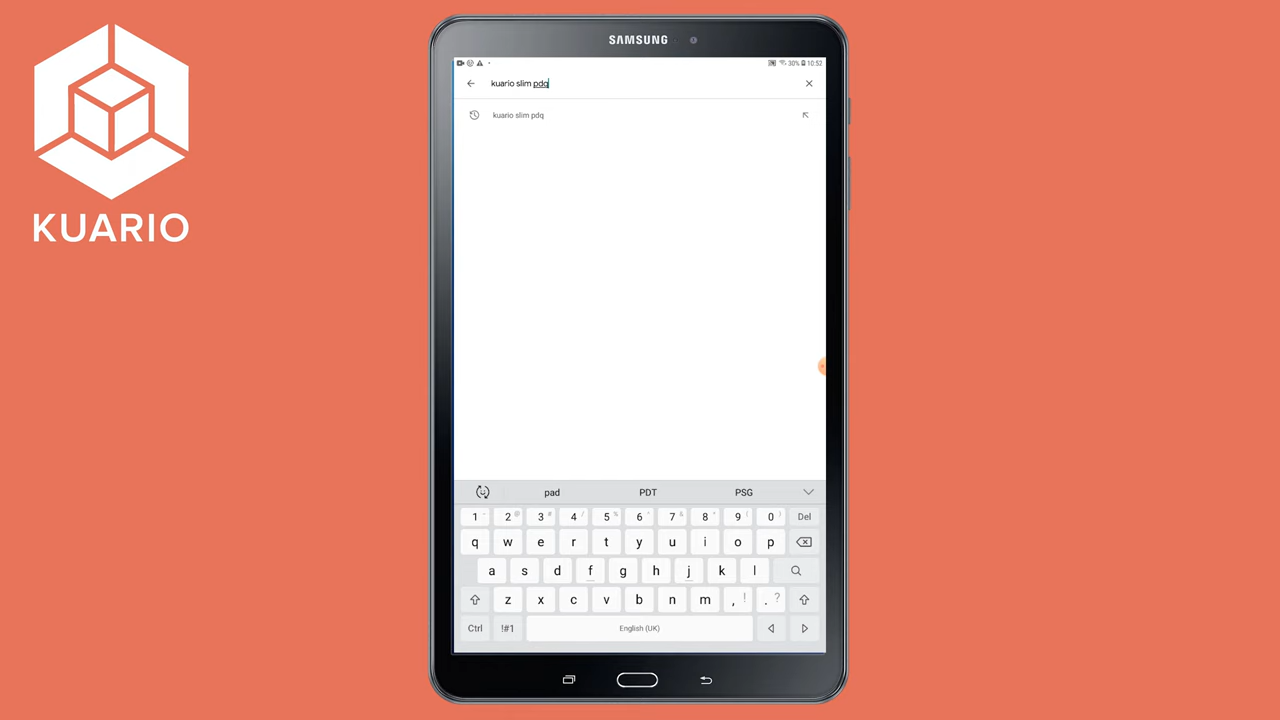 KUARIO
SAMSUNG
30% 10:52
kuario slim pdq
kuario slim pdq
pad PDT PSG
1 - 2 @ 3 # 4 / 5 % 6 ^ 7 & 8 * 9 ( 0 ) Del
q w e r t y u i o p
a s d f g h j k l
z x c v b n m , ! . ?
Ctrl !#1 English (UK)